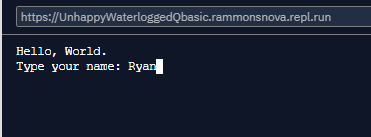 https://UnhappyWaterloggedQbasic.rammonsnova.repl.run
Hello, World.
Type your name: Ryan